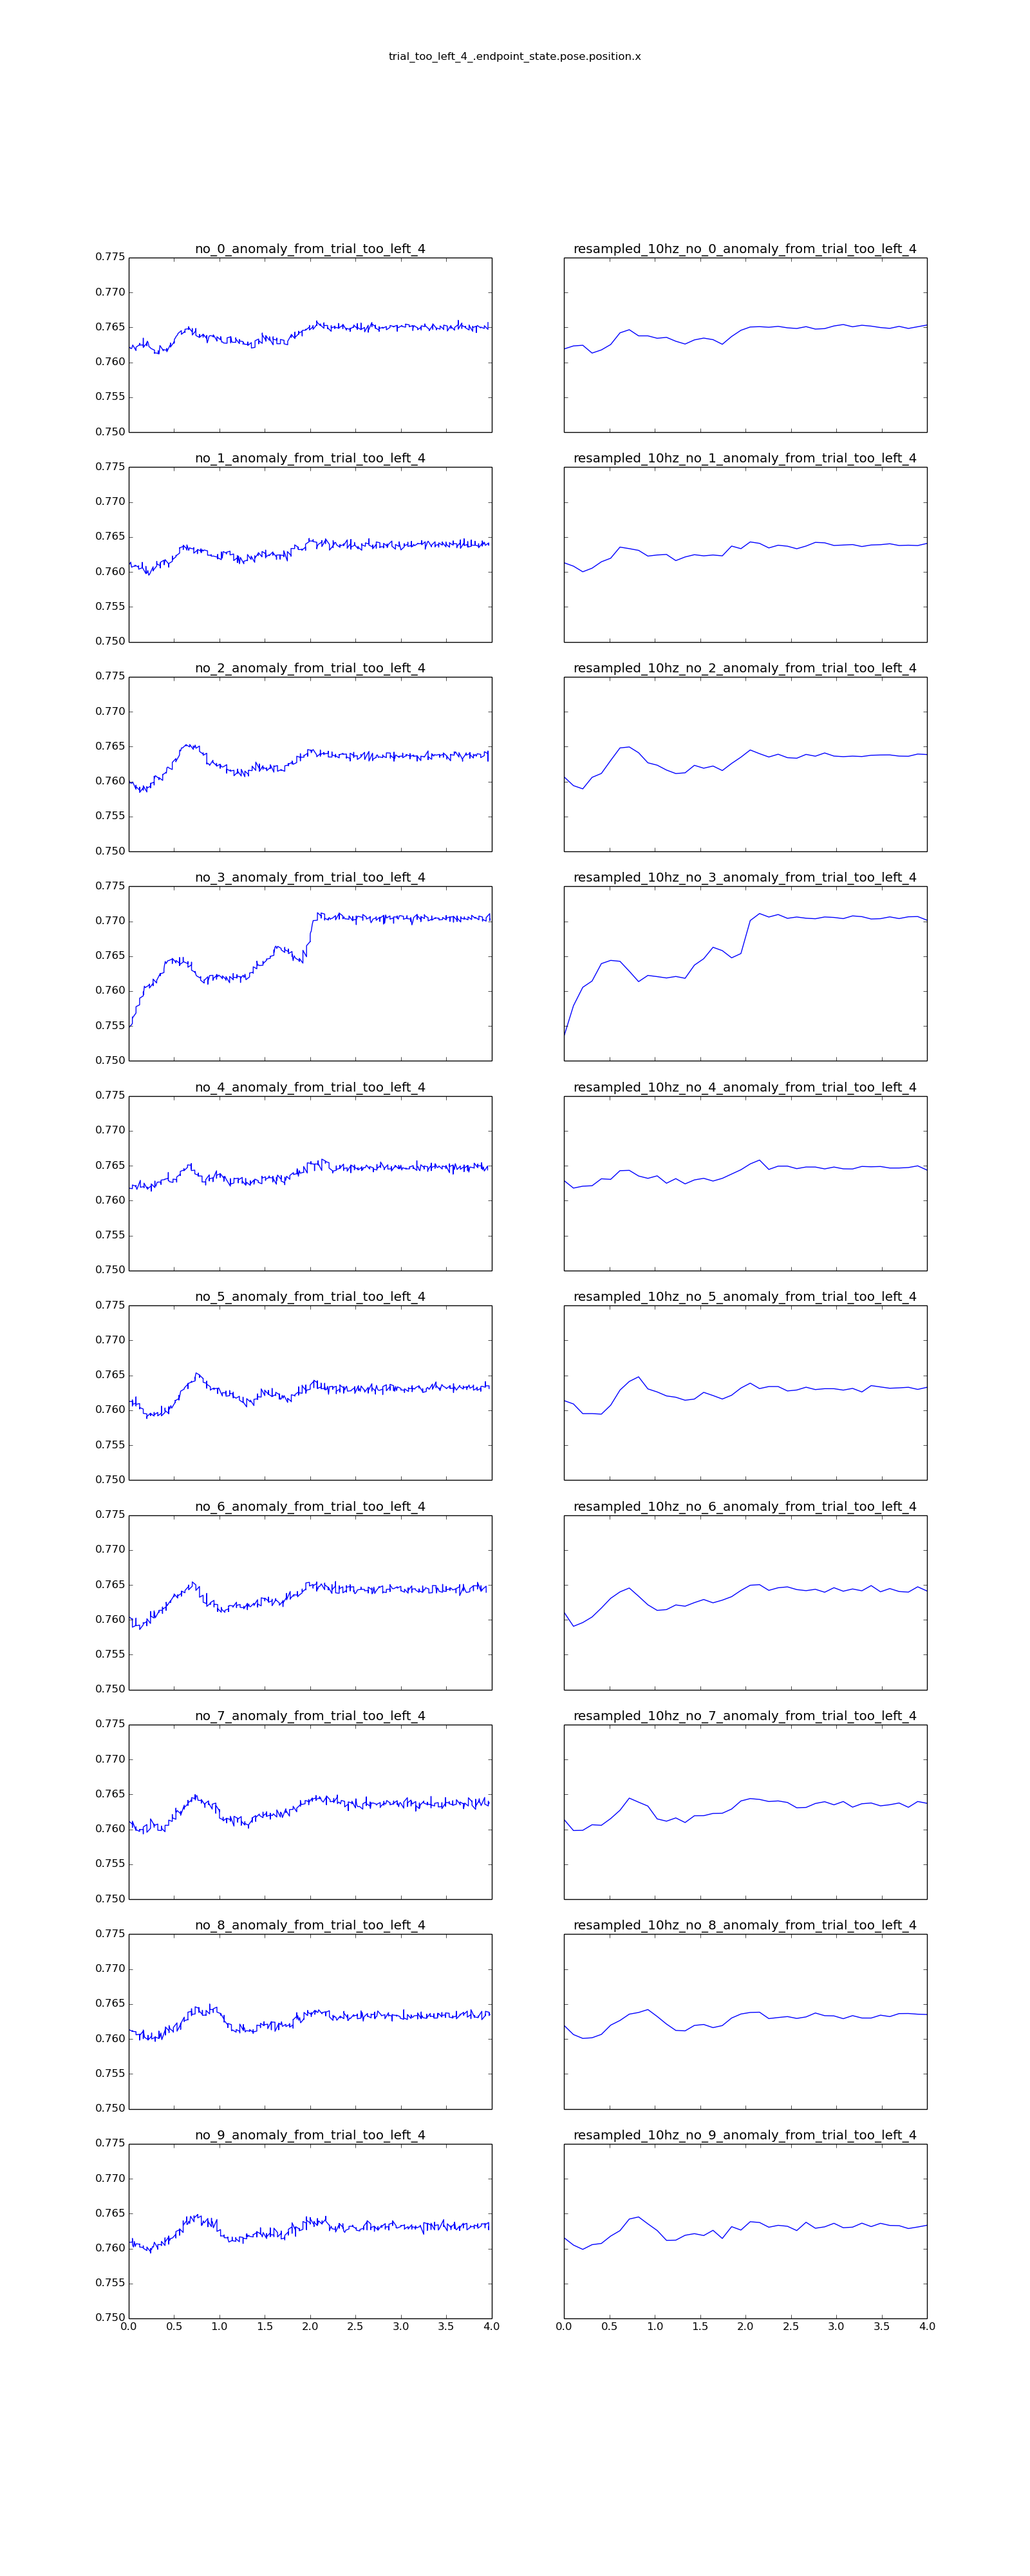 trial_too_left_4_.endpoint_state.pose.position.x
no_0_anomaly_from_trial_too_left_4
resampled_10hz_no_0_anomaly_from_trial_too_left_4
0.775
0.770
0.765
0.760
0.755
0.750
no_1_anomaly_from_trial_too_left_4
resampled_10hz_no_1_anomaly_from_trial_too_left_4
0.775
0.770
0.765
0.760
0.755
0.750
no_2_anomaly_from_trial_too_left_4
resampled_10hz_no_2_anomaly_from_trial_too_left_4
0.775
0.770
0.765
0.760
0.755
0.750
no_3_anomaly_from_trial_too_left_4
resampled_10hz_no_3_anomaly_from_trial_too_left_4
0.775
0.770
0.765
0.760
0.755
0.750
no_4_anomaly_from_trial_too_left_4
resampled_10hz_no_4_anomaly_from_trial_too_left_4
0.775
0.770
0.765
0.760
0.755
0.750
no_5_anomaly_from_trial_too_left_4
resampled_10hz_no_5_anomaly_from_trial_too_left_4
0.775
0.770
0.765
0.760
0.755
0.750
no_6_anomaly_from_trial_too_left_4
resampled_10hz_no_6_anomaly_from_trial_too_left_4
0.775
0.770
0.765
0.760
0.755
0.750
no_7_anomaly_from_trial_too_left_4
resampled_10hz_no_7_anomaly_from_trial_too_left_4
0.775
0.770
0.765
0.760
0.755
0.750
no_8_anomaly_from_trial_too_left_4
resampled_10hz_no_8_anomaly_from_trial_too_left_4
0.775
0.770
0.765
0.760
0.755
0.750
no_9_anomaly_from_trial_too_left_4
resampled_10hz_no_9_anomaly_from_trial_too_left_4
0.775
0.770
0.765
0.760
0.755
0.750
0.0 0.5 1.0 1.5 2.0 2.5 3.0 3.5 4.0
0.0 0.5 1.0 1.5 2.0 2.5 3.0 3.5 4.0